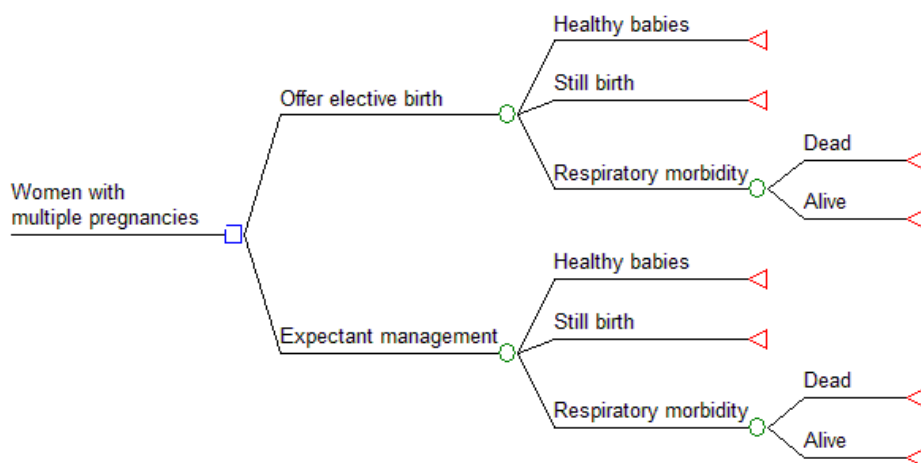 Healthy babies
Still birth
Offer elective birth
Dead
Respiratory morbidity
Alive
Women with
multiple pregnancies
Healthy babies
Still birth
Expectant management
Dead
Respiratory morbidity
Alive